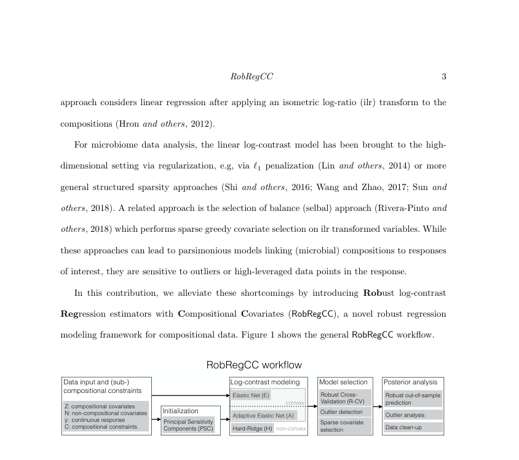 RobRegCC 3
approach considers linear regression after applying an isometric log-ratio (ilr) transform to the
compositions (Hron and others, 2012).
For microbiome data analysis, the linear log-contrast model has been brought to the high-
dimensional setting via regularization, e.g, via ℓ1 penalization (Lin and others, 2014) or more
general structured sparsity approaches (Shi and others, 2016; Wang and Zhao, 2017; Sun and
others, 2018). A related approach is the selection of balance (selbal) approach (Rivera-Pinto and
others, 2018) which performs sparse greedy covariate selection on ilr transformed variables. While
these approaches can lead to parsimonious models linking (microbial) compositions to responses
of interest, they are sensitive to outliers or high-leveraged data points in the response.
In this contribution, we alleviate these shortcomings by introducing Robust log-contrast
Regression estimators with Compositional Covariates (RobRegCC), a novel robust regression
modeling framework for compositional data. Figure 1 shows the general RobRegCC workflow.
RobRegCC workflow
Data input and (sub-)
compositional constraints
Z: compositional covariates
N: non-compositional covariates
y: continuous response
C: compositional constraints
Initialization
Principal Sensitivity
Components (PSC)
Log-contrast modeling
Elastic Net (E)
convex
Adaptive Elastic Net (A)
Hard-Ridge (H) non-convex
Model selection
Robust Cross-
Validation (R-CV)
Outlier detection
Sparse covariate
selection
Posterior analysis
Robust out-of-sample
prediction
Outlier analysis
Data clean-up